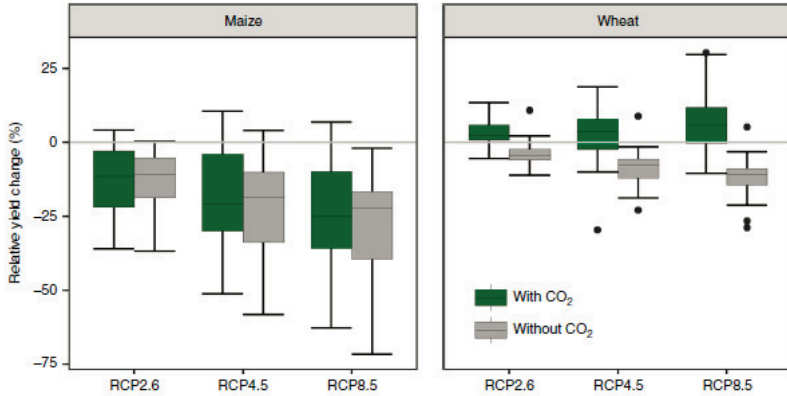 Maize
Wheat
Relative yield change (%)
25
0
−25
−50
−75
With CO₂
Without CO₂
RCP2.6
RCP4.5
RCP8.5
RCP2.6
RCP4.5
RCP8.5